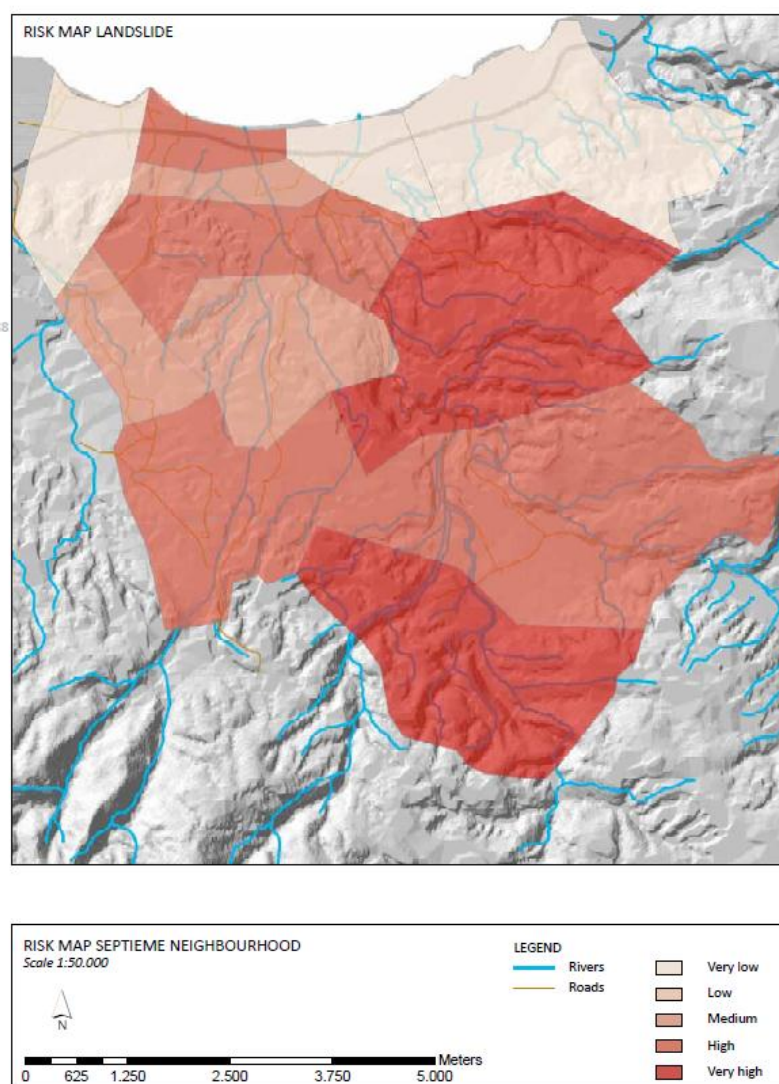 RISK MAP LANDSLIDE
RISK MAP SEPTIEME NEIGHBOURHOOD
Scale 1:50.000
N
0 625 1.250 2.500 3.750 5.000 Meters
LEGEND
Rivers
Roads
Very low
Low
Medium
High
Very high